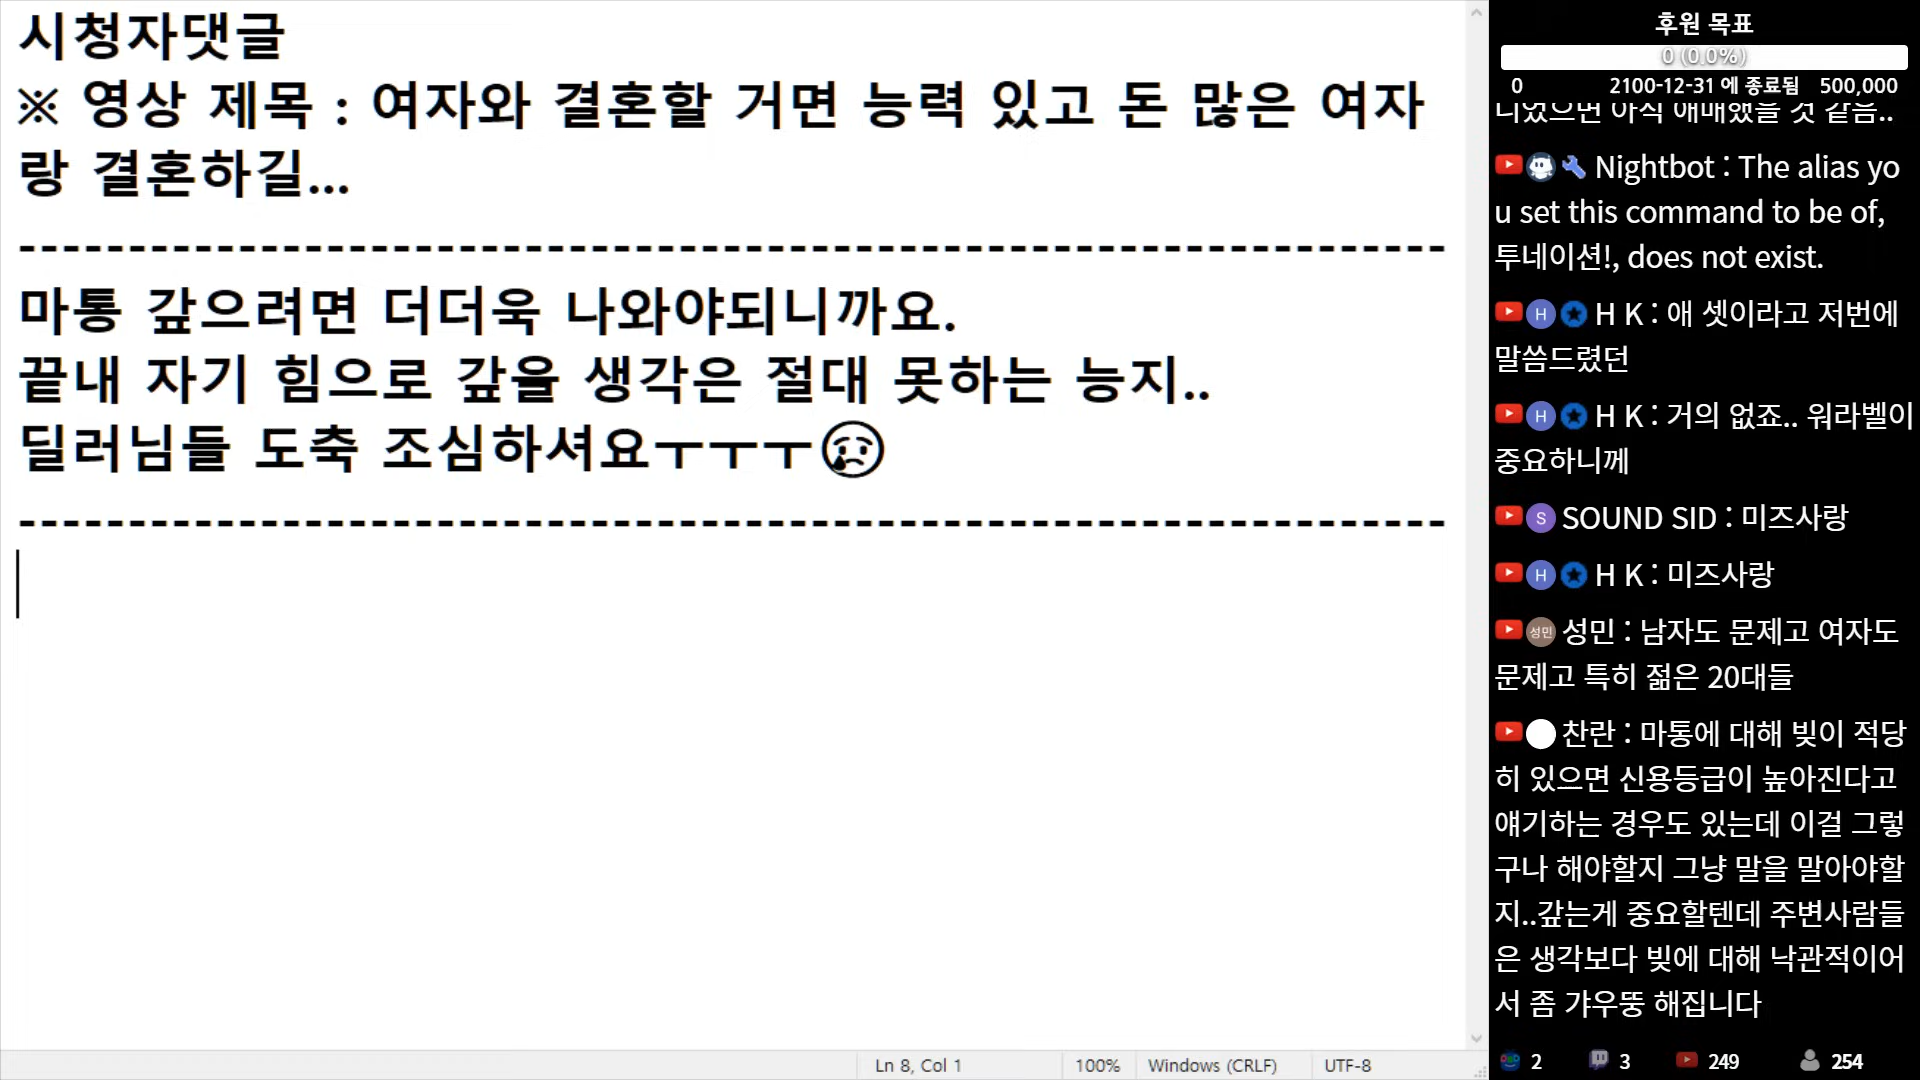 시청자댓글
※ 영상 제목 : 여자와 결혼할 거면 능력 있고 돈 많은 여자
랑 결혼하길...
--------------------------------------------------------------------
마통 갚으려면 더더욱 나와야되니까요.
끝내 자기 힘으로 갚을 생각은 절대 못하는 능지..
딜러님들 도축 조심하셔요ㅜㅜㅜ😢
--------------------------------------------------------------------
Ln 8, Col 1
100%
Windows (CRLF)
UTF-8
후원 목표
0 (0.0%)
0 2100-12-31 에 종료됨 500,000
Nightbot : The alias yo
u set this command to be of,
투네이션!, does not exist.
H H K : 애 셋이라고 저번에
말씀드렸던
H H K : 거의 없죠.. 워라벨이
중요하니께
S SOUND SID : 미즈사랑
H H K : 미즈사랑
성민 성민 : 남자도 문제고 여자도
문제고 특히 젊은 20대들
찬란 : 마통에 대해 빚이 적당
히 있으면 신용등급이 높아진다고
얘기하는 경우도 있는데 이걸 그렇
구나 해야할지 그냥 말을 말아야할
지..갚는게 중요할텐데 주변사람들
은 생각보다 빚에 대해 낙관적이어
서 좀 갸우뚱 해집니다
2 3 249 254